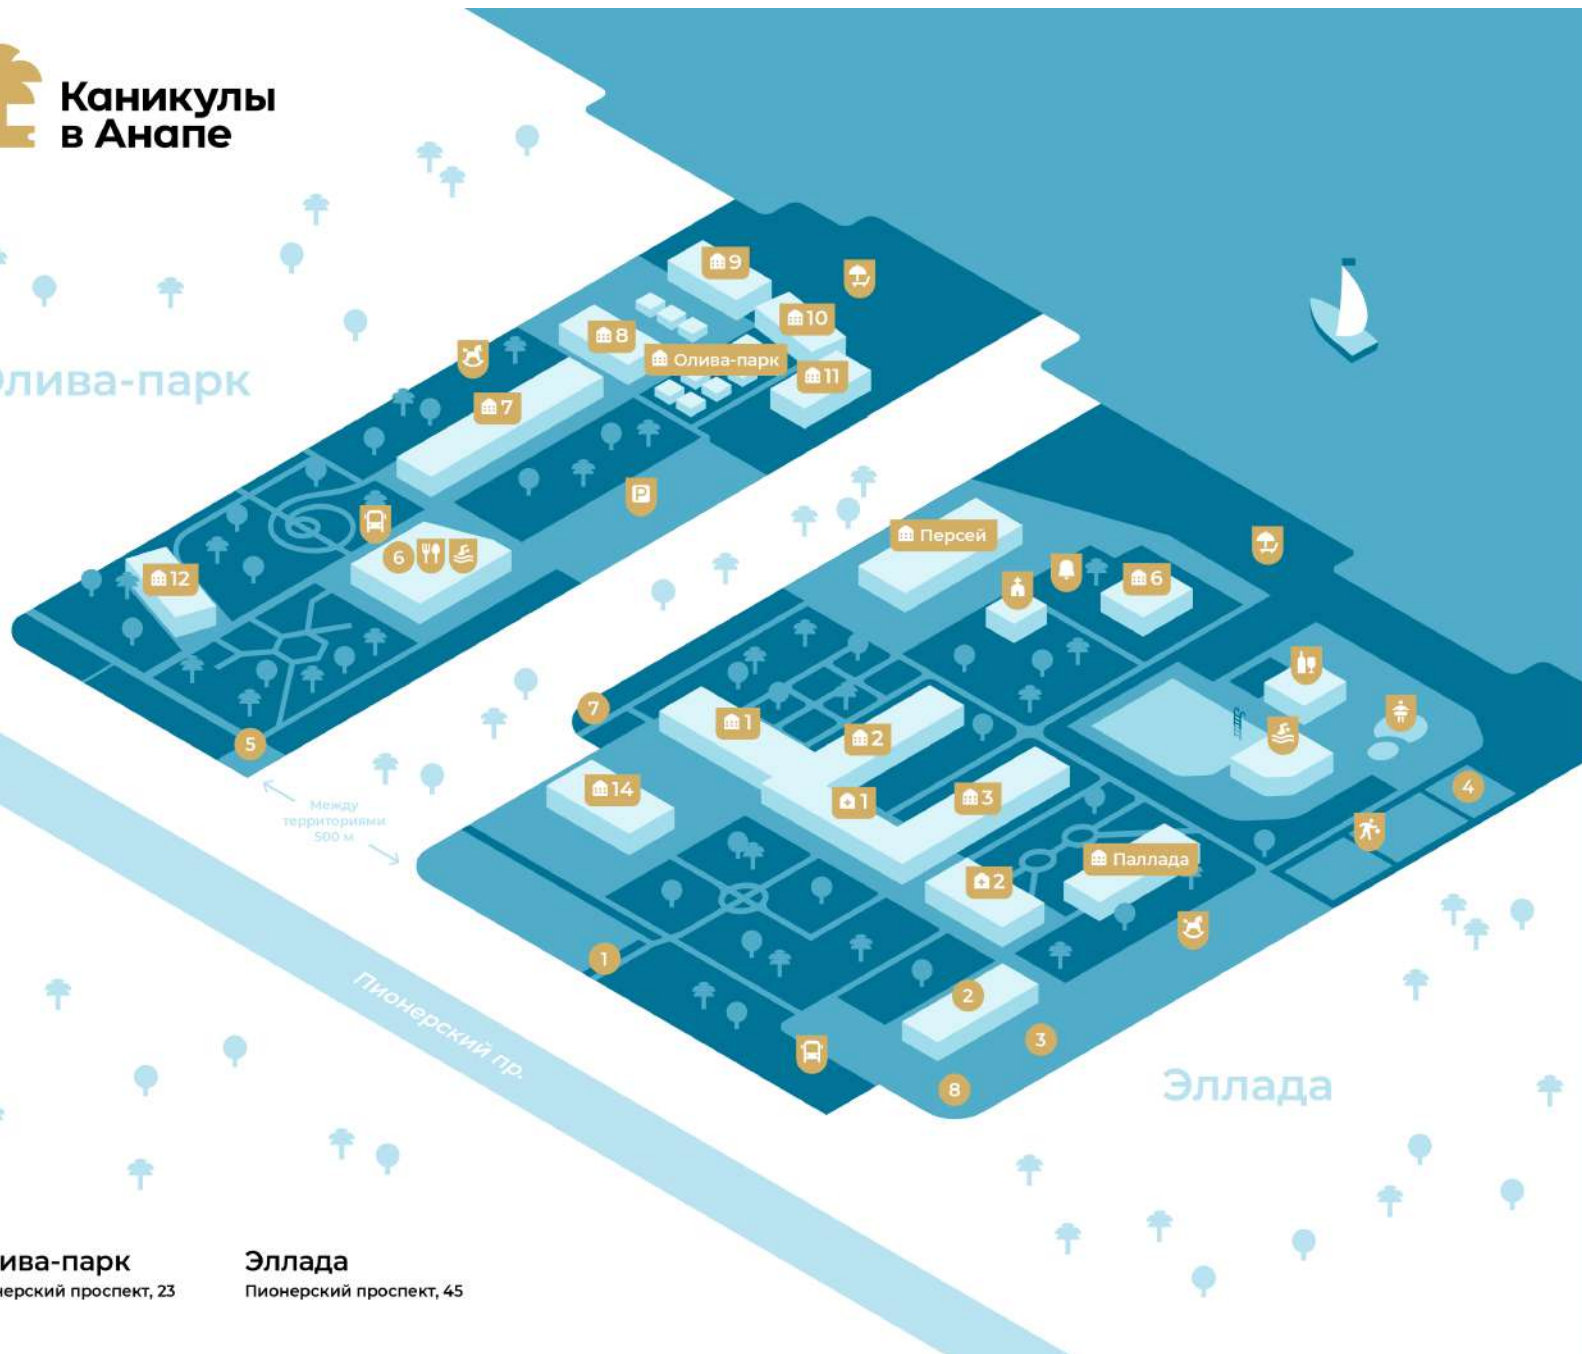 Каникулы
в Анапе
9
10
8
Олива-парк
11
лива-парк
7
P
Персей
6
12
6
7
1
2
5
14
1
3
4
Между
территориями
500 м
Паллада
2
1
2
3
Пионерский пр.
8
Эллада
ива-парк
нерский проспект, 23
Эллада
Пионерский проспект, 45